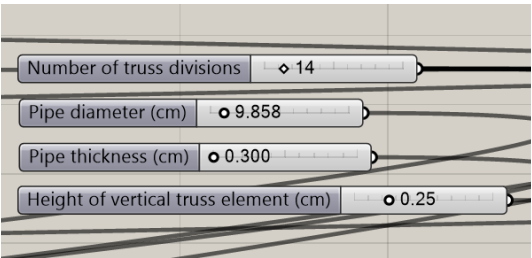 Number of truss divisions 14
Pipe diameter (cm) 9.858
Pipe thickness (cm) 0.300
Height of vertical truss element (cm) 0.25